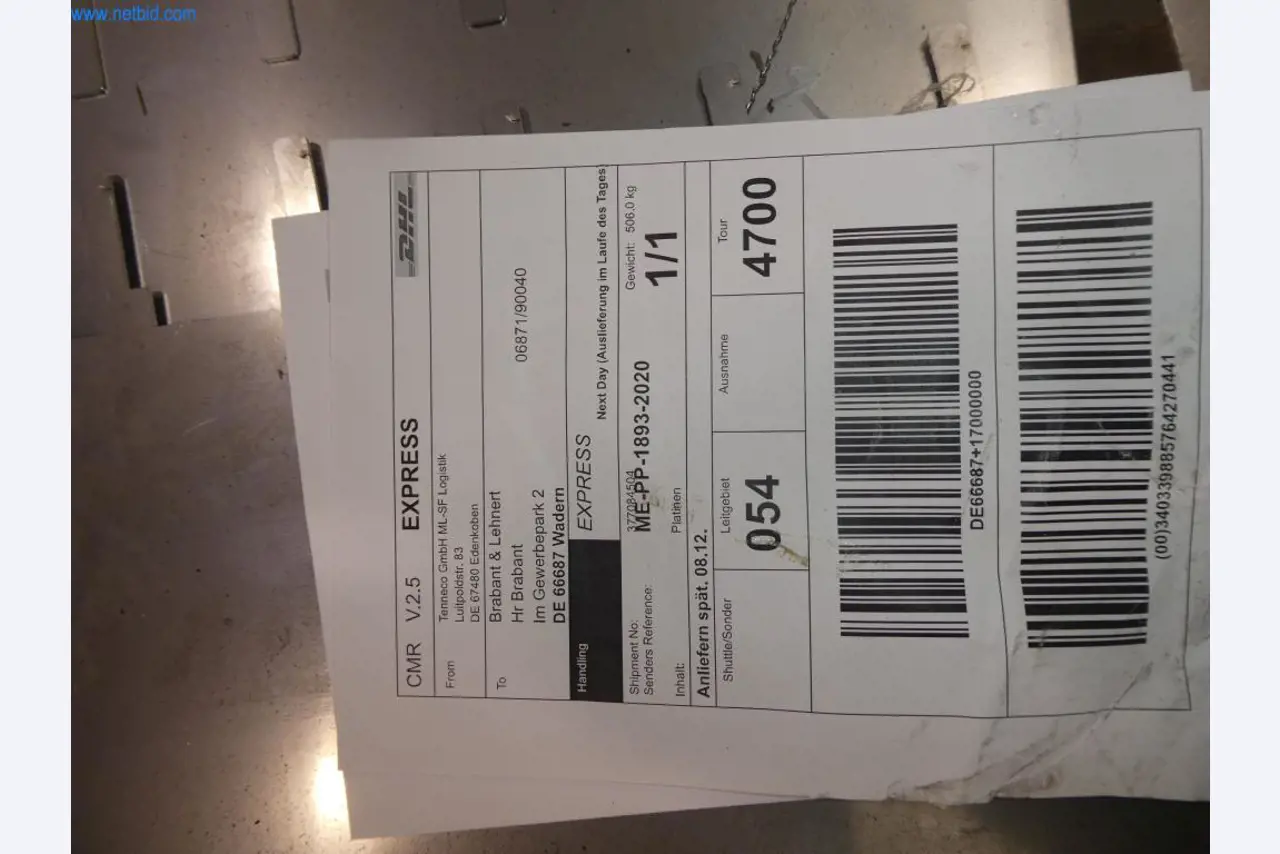 www.netbid.com
CMR V.2.5 EXPRESS DHL
From
Tenneco GmbH ML-SF Logistik
Luitpoldstr. 83
DE 67480 Edenkoben
To
Brabant & Lehnert
Hr Brabant 06871/90040
Im Gewerbepark 2
DE 66687 Wadern
Handling EXPRESS
Next Day (Auslieferung im Laufe des Tages)
Shipment No: 377084504 Gewicht: 506.0 kg
Senders Reference: ME-PP-1893-2020 1/1
Inhalt: Platinen
Anliefern spät. 08.12.
Shuttle/Sonder Leitgebiet Ausnahme Tour
054 4700
DE66687+17000000
(00)340339885764270441